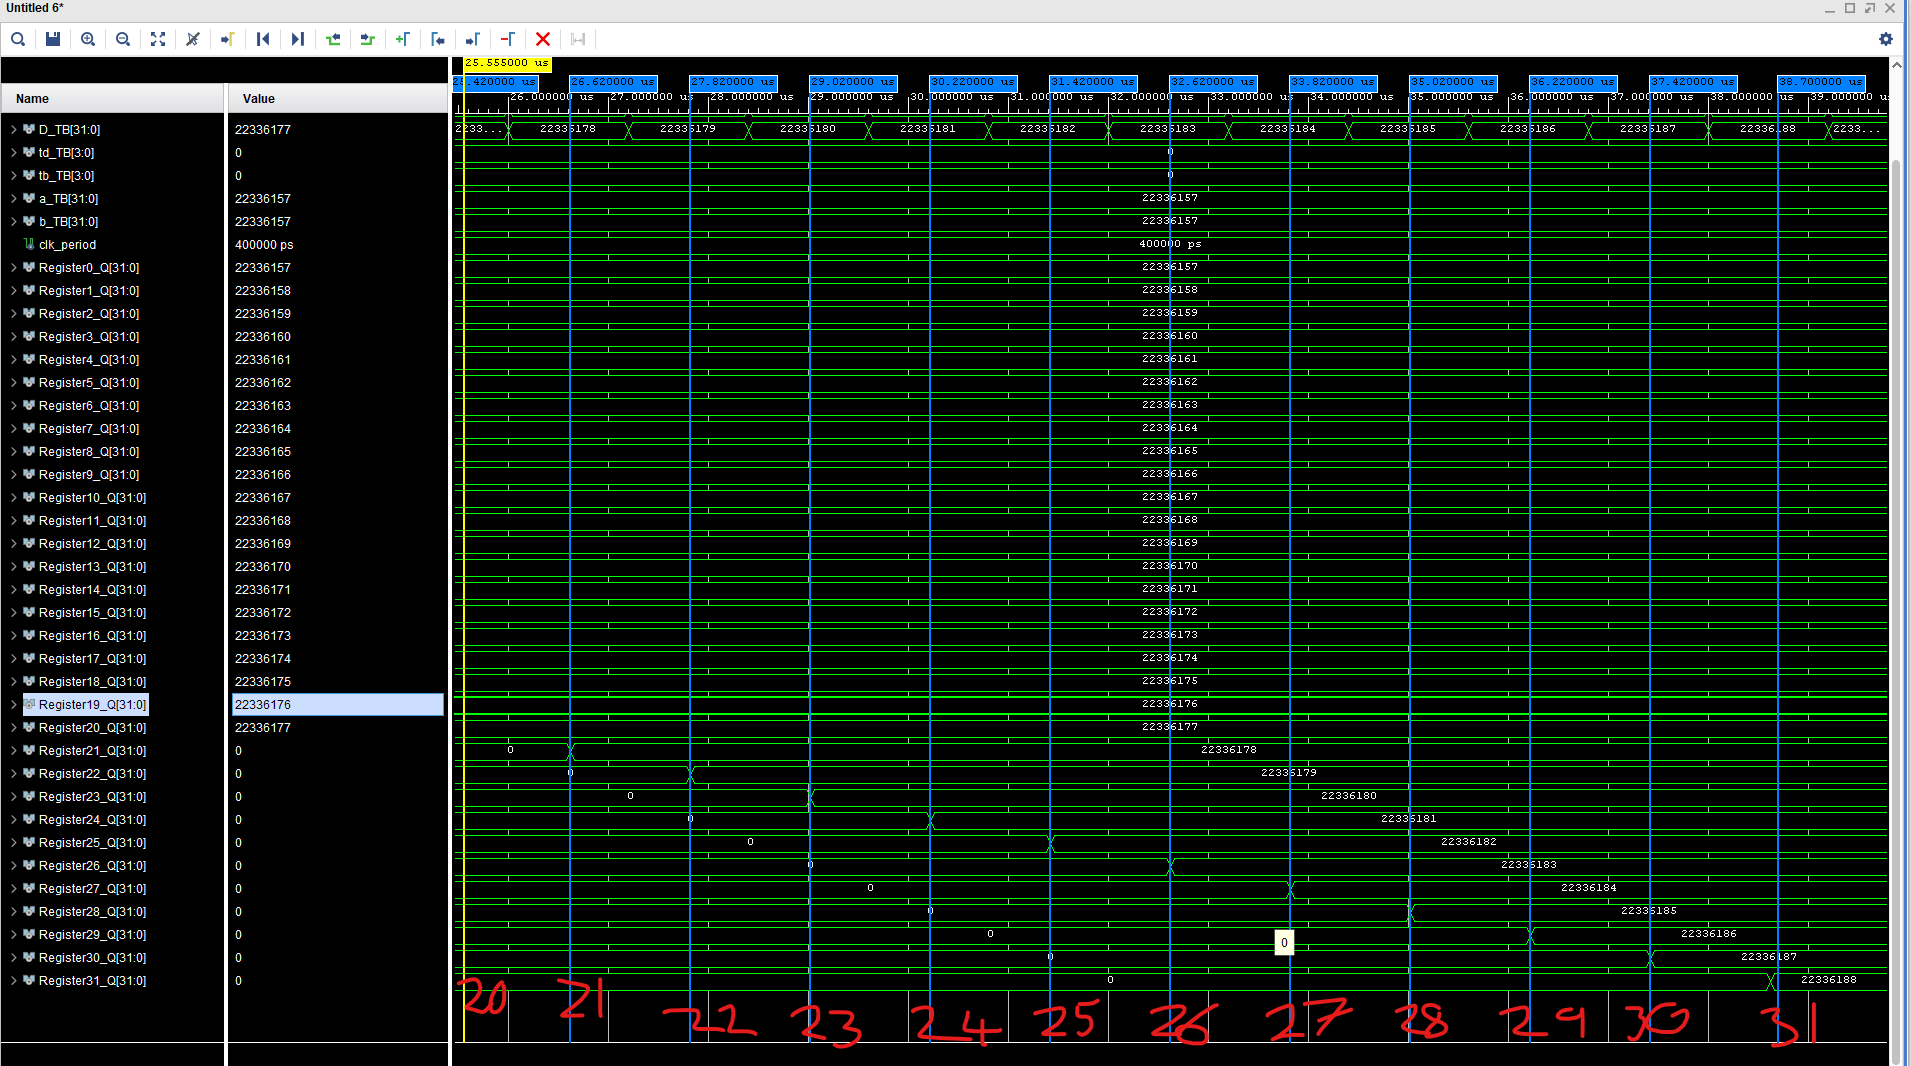 Untitled 6*
25.555000 us
26.620000 us 27.820000 us 29.020000 us 30.220000 us 31.420000 us 32.620000 us 33.820000 us 35.020000 us 36.220000 us 37.420000 us 38.700000 us
Name Value
26.000000 us 27.000000 us 28.000000 us 29.000000 us 30.000000 us 31.000000 us 32.000000 us 33.000000 us 34.000000 us 36.000000 us 37.000000 us 38.000000 us 39.000000 us
D_TB[31:0] 22336177 2233... 22336178 22336179 22336180 22336181 22336182 22336183 22336184 22336185 22336186 22336187 22336188 2233...
td_TB[3:0] 0 0
tb_TB[3:0] 0 0
a_TB[31:0] 22336157 22336157
b_TB[31:0] 22336157 22336157
clk_period 400000 ps 400000 ps
Register0_Q[31:0] 22336157 22336157
Register1_Q[31:0] 22336158 22336158
Register2_Q[31:0] 22336159 22336159
Register3_Q[31:0] 22336160 22336160
Register4_Q[31:0] 22336161 22336161
Register5_Q[31:0] 22336162 22336162
Register6_Q[31:0] 22336163 22336163
Register7_Q[31:0] 22336164 22336164
Register8_Q[31:0] 22336165 22336165
Register9_Q[31:0] 22336166 22336166
Register10_Q[31:0] 22336167 22336167
Register11_Q[31:0] 22336168 22336168
Register12_Q[31:0] 22336169 22336169
Register13_Q[31:0] 22336170 22336170
Register14_Q[31:0] 22336171 22336171
Register15_Q[31:0] 22336172 22336172
Register16_Q[31:0] 22336173 22336173
Register17_Q[31:0] 22336174 22336174
Register18_Q[31:0] 22336175 22336175
Register19_Q[31:0] 22336176 22336176
Register20_Q[31:0] 22336177 22336177
Register21_Q[31:0] 0 0 22336178
Register22_Q[31:0] 0 0 22336179
Register23_Q[31:0] 0 0 22336180
Register24_Q[31:0] 0 0 22336181
Register25_Q[31:0] 0 0 22336182
Register26_Q[31:0] 0 0 22336183
Register27_Q[31:0] 0 0 22336184
Register28_Q[31:0] 0 0 22336185
Register29_Q[31:0] 0 0 0 22336186
Register30_Q[31:0] 0 0 22336187
Register31_Q[31:0] 0 0 22336188
20 21 22 23 24 25 26 27 28 29 30 31